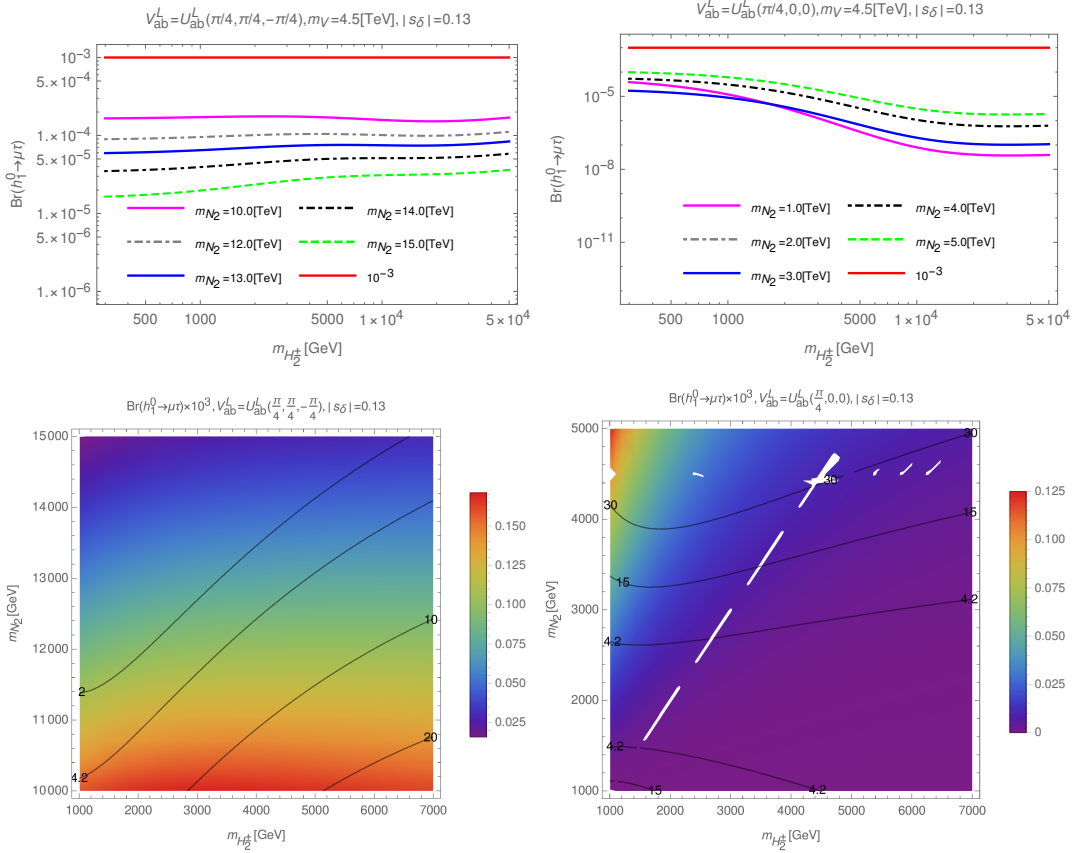 V^L_ab=U^L_ab(π/4,π/4,-π/4),m_V=4.5[TeV],|s_δ|=0.13
Br(h^0_1→μτ)
10^-3
5.×10^-4
1.×10^-4
5.×10^-5
1.×10^-5
5.×10^-6
1.×10^-6
m_N2=10.0[TeV]
m_N2=14.0[TeV]
m_N2=12.0[TeV]
m_N2=15.0[TeV]
m_N2=13.0[TeV]
10^-3
500 1000 5000 1×10^4 5×10^4
m_H^±_2[GeV]
V^L_ab=U^L_ab(π/4,0,0),m_V=4.5[TeV],|s_δ|=0.13
Br(h^0_1→μτ)
10^-5
10^-8
10^-11
m_N2=1.0[TeV]
m_N2=4.0[TeV]
m_N2=2.0[TeV]
m_N2=5.0[TeV]
m_N2=3.0[TeV]
10^-3
500 1000 5000 1×10^4 5×10^4
m_H^±_2[GeV]
Br(h^0_1→μτ)×10^3,V^L_ab=U^L_ab(π/4,π/4,-π/4),|s_δ|=0.13
m_N2[GeV]
15000
14000
13000
12000
11000
10000
2
4.2
10
20
1000 2000 3000 4000 5000 6000 7000
m_H^±_2[GeV]
0.150
0.125
0.100
0.075
0.050
0.025
Br(h^0_1→μτ)×10^3,V^L_ab=U^L_ab(π/4,0,0),|s_δ|=0.13
m_N2[GeV]
5000
4000
3000
2000
1000
30
30
30
15
15
4.2
4.2
4.2
15
4.2
1000 2000 3000 4000 5000 6000 7000
m_H^±_2[GeV]
0.125
0.100
0.075
0.050
0.025
0